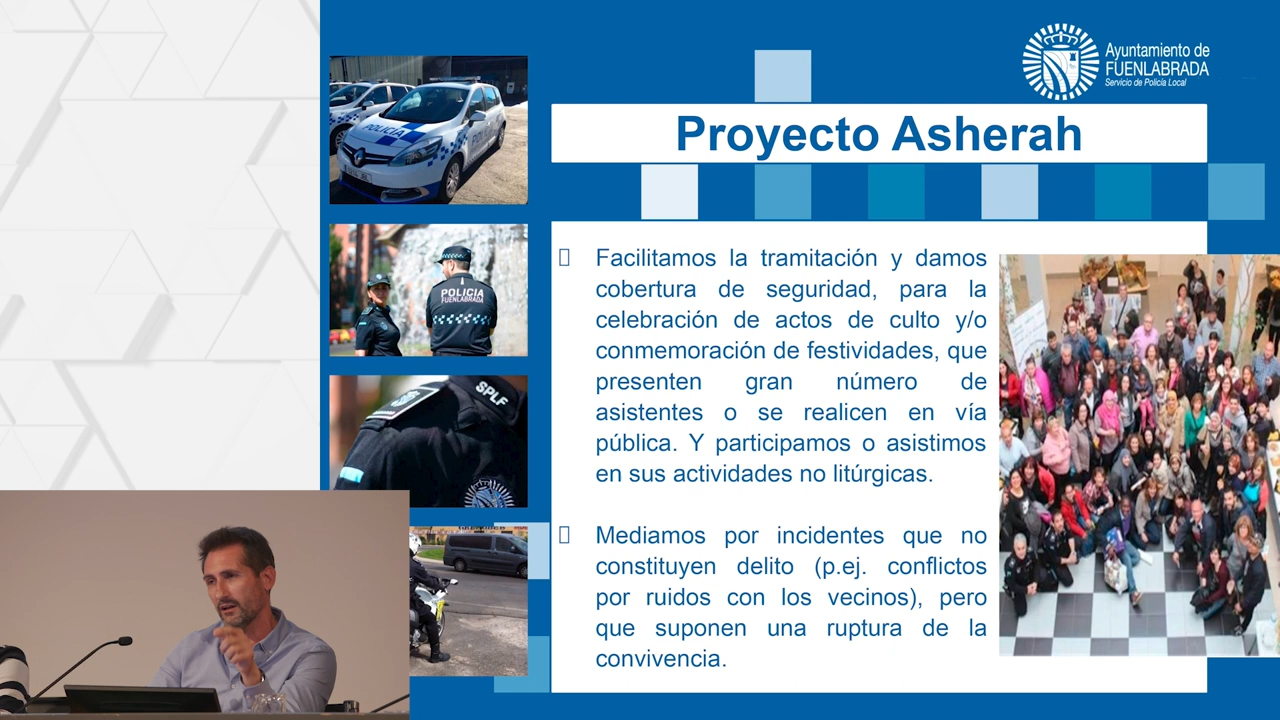 Ayuntamiento de
FUENLABRADA
Servicio de Policía Local
Proyecto Asherah
Facilitamos la tramitación y damos
cobertura de seguridad, para la
celebración de actos de culto y/o
conmemoración de festividades, que
presenten gran número de
asistentes o se realicen en vía
pública. Y participamos o asistimos
en sus actividades no litúrgicas.
Mediamos por incidentes que no
constituyen delito (p.ej. conflictos
por ruidos con los vecinos), pero
que suponen una ruptura de la
convivencia.
POLICIA
POLICIA
FUENLABRADA
SPLF